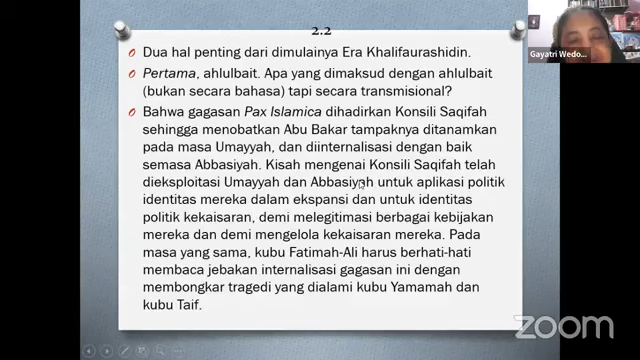 2.2
Dua hal penting dari dimulainya Era Khalifaurashidin.
Pertama, ahlulbait. Apa yang dimaksud dengan ahlulbait
(bukan secara bahasa) tapi secara transmisional?
Bahwa gagasan Pax Islamica dihadirkan Konsili Saqifah
sehingga menobatkan Abu Bakar tampaknya ditanamkan
pada masa Umayyah, dan diinternalisasi dengan baik
semasa Abbasiyah. Kisah mengenai Konsili Saqifah telah
dieksploitasi Umayyah dan Abbasiyah untuk aplikasi politik
identitas mereka dalam ekspansi dan untuk identitas
politik kekaisaran, demi melegitimasi berbagai kebijakan
mereka dan demi mengelola kekaisaran mereka. Pada
masa yang sama, kubu Fatimah-Ali harus berhati-hati
membaca jebakan internalisasi gagasan ini dengan
membongkar tragedi yang dialami kubu Yamamah dan
kubu Taif.
Gayatri Wedo...
zoom